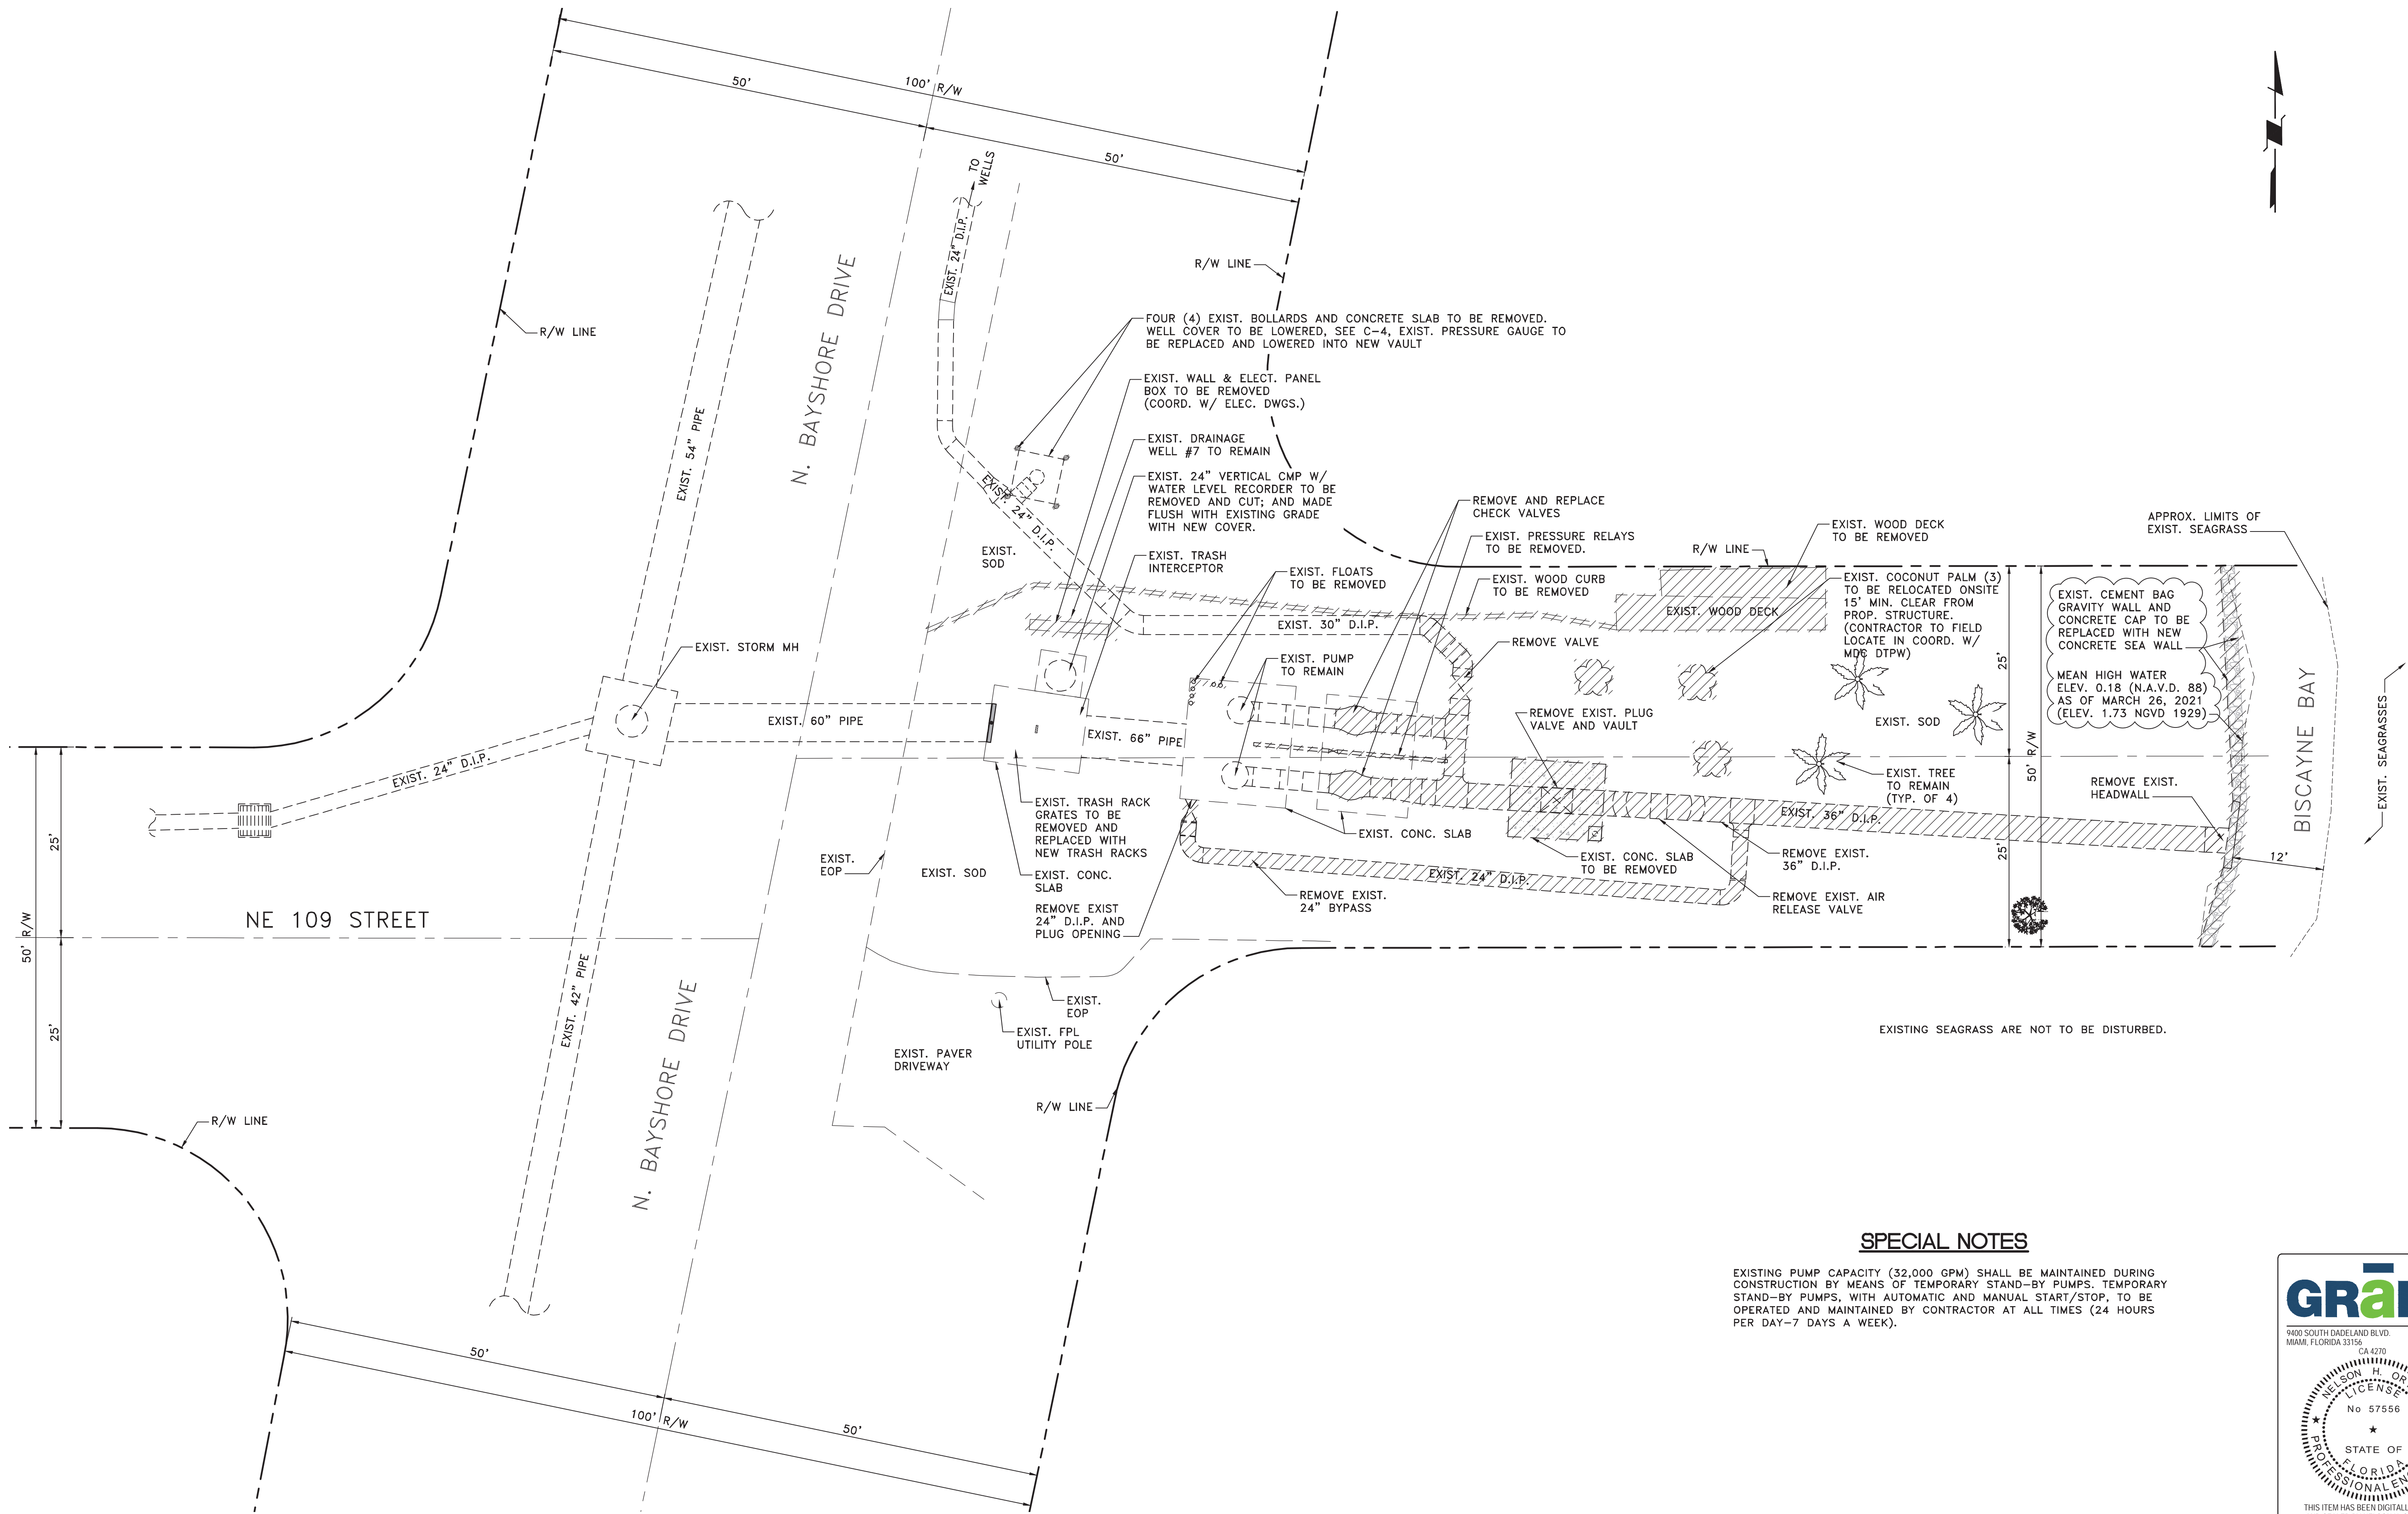 50'
100' R/W
50'
TO
WELLS
EXIST. 24" D.I.P.
R/W LINE
R/W LINE
N. BAYSHORE DRIVE
EXIST. 54" PIPE
FOUR (4) EXIST. BOLLARDS AND CONCRETE SLAB TO BE REMOVED.
WELL COVER TO BE LOWERED, SEE C-4, EXIST. PRESSURE GAUGE TO
BE REPLACED AND LOWERED INTO NEW VAULT
EXIST. WALL & ELECT. PANEL
BOX TO BE REMOVED
(COORD. W/ ELEC. DWGS.)
EXIST. DRAINAGE
WELL #7 TO REMAIN
EXIST. 24" VERTICAL CMP W/
WATER LEVEL RECORDER TO BE
REMOVED AND CUT; AND MADE
FLUSH WITH EXISTING GRADE
WITH NEW COVER.
EXIST. TRASH
INTERCEPTOR
EXIST. 24" D.I.P.
EXIST.
SOD
EXIST. FLOATS
TO BE REMOVED
REMOVE AND REPLACE
CHECK VALVES
EXIST. PRESSURE RELAYS
TO BE REMOVED.
EXIST. WOOD CURB
TO BE REMOVED
R/W LINE
EXIST. WOOD DECK
TO BE REMOVED
EXIST. WOOD DECK
EXIST. COCONUT PALM (3)
TO BE RELOCATED ONSITE
15' MIN. CLEAR FROM
PROP. STRUCTURE.
(CONTRACTOR TO FIELD
LOCATE IN COORD. W/
MDC DTPW)
APPROX. LIMITS OF
EXIST. SEAGRASS
EXIST. CEMENT BAG
GRAVITY WALL AND
CONCRETE CAP TO BE
REPLACED WITH NEW
CONCRETE SEA WALL
MEAN HIGH WATER
ELEV. 0.18 (N.A.V.D. 88)
AS OF MARCH 26, 2021
(ELEV. 1.73 NGVD 1929)
EXIST. 30" D.I.P.
REMOVE VALVE
EXIST. PUMP
TO REMAIN
EXIST. STORM MH
EXIST. 60" PIPE
EXIST. 66" PIPE
REMOVE EXIST. PLUG
VALVE AND VAULT
EXIST. SOD
25'
50' R/W
25'
BISCAYNE BAY
EXIST. SEAGRASSES
EXIST. 24" D.I.P.
EXIST. TREE
TO REMAIN
(TYP. OF 4)
REMOVE EXIST.
HEADWALL
EXIST. 36" D.I.P.
12'
EXIST. TRASH RACK
GRATES TO BE
REMOVED AND
REPLACED WITH
NEW TRASH RACKS
EXIST. CONC. SLAB
EXIST. CONC. SLAB
TO BE REMOVED
REMOVE EXIST.
36" D.I.P.
REMOVE EXIST. AIR
RELEASE VALVE
EXIST.
EOP
EXIST. SOD
EXIST. CONC.
SLAB
REMOVE EXIST
24" D.I.P. AND
PLUG OPENING
REMOVE EXIST.
24" BYPASS
EXIST. 24" D.I.P.
25'
50' R/W
25'
NE 109 STREET
EXIST. 42" PIPE
N. BAYSHORE DRIVE
EXIST.
EOP
EXIST. FPL
UTILITY POLE
EXIST. PAVER
DRIVEWAY
R/W LINE
R/W LINE
EXISTING SEAGRASS ARE NOT TO BE DISTURBED.
50'
100' R/W
50'
SPECIAL NOTES
EXISTING PUMP CAPACITY (32,000 GPM) SHALL BE MAINTAINED DURING
CONSTRUCTION BY MEANS OF TEMPORARY STAND-BY PUMPS. TEMPORARY
STAND-BY PUMPS, WITH AUTOMATIC AND MANUAL START/STOP, TO BE
OPERATED AND MAINTAINED BY CONTRACTOR AT ALL TIMES (24 HOURS
PER DAY-7 DAYS A WEEK).
9400 SOUTH DADELAND BLVD.
MIAMI, FLORIDA 33156
CA 4270
NELSON H.
LICENSE
No 57556
STATE OF
FLORIDA
PROFESSIONAL
THIS ITEM HAS BEEN